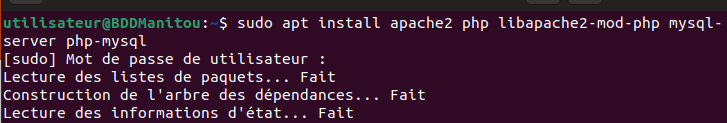 utilisateur@BDDManitou:~$ sudo apt install apache2 php libapache2-mod-php mysql-
server php-mysql
[sudo] Mot de passe de utilisateur :
Lecture des listes de paquets... Fait
Construction de l'arbre des dépendances... Fait
Lecture des informations d'état... Fait